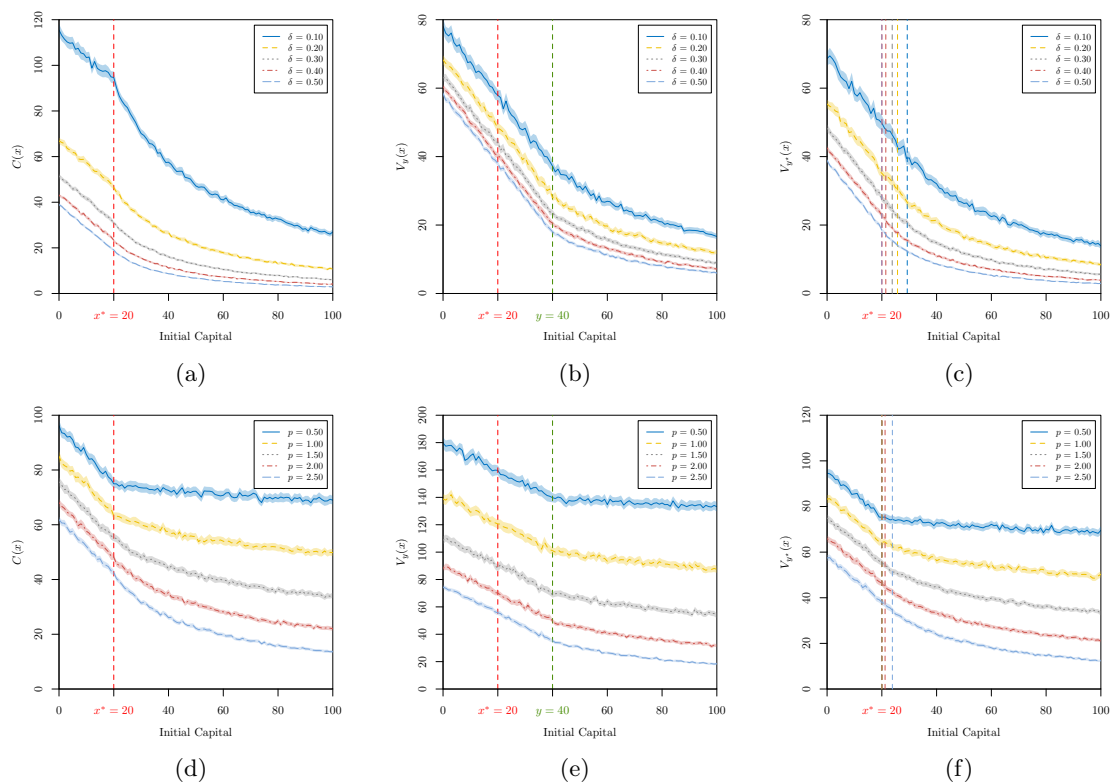 C(x)
120
100
80
60
40
20
0
δ = 0.10
δ = 0.20
δ = 0.30
δ = 0.40
δ = 0.50
0 x* = 20 40 60 80 100
Initial Capital
(a)
V_y(x)
80
60
40
20
0
δ = 0.10
δ = 0.20
δ = 0.30
δ = 0.40
δ = 0.50
0 x* = 20 y = 40 60 80 100
Initial Capital
(b)
V_{y*}(x)
80
60
40
20
0
δ = 0.10
δ = 0.20
δ = 0.30
δ = 0.40
δ = 0.50
0 x* = 20 40 60 80 100
Initial Capital
(c)
C(x)
100
80
60
40
20
0
p = 0.50
p = 1.00
p = 1.50
p = 2.00
p = 2.50
0 x* = 20 40 60 80 100
Initial Capital
(d)
V_y(x)
200
180
160
140
120
100
80
60
40
20
0
p = 0.50
p = 1.00
p = 1.50
p = 2.00
p = 2.50
0 x* = 20 y = 40 60 80 100
Initial Capital
(e)
V_{y*}(x)
120
100
80
60
40
20
0
p = 0.50
p = 1.00
p = 1.50
p = 2.00
p = 2.50
0 x* = 20 40 60 80 100
Initial Capital
(f)